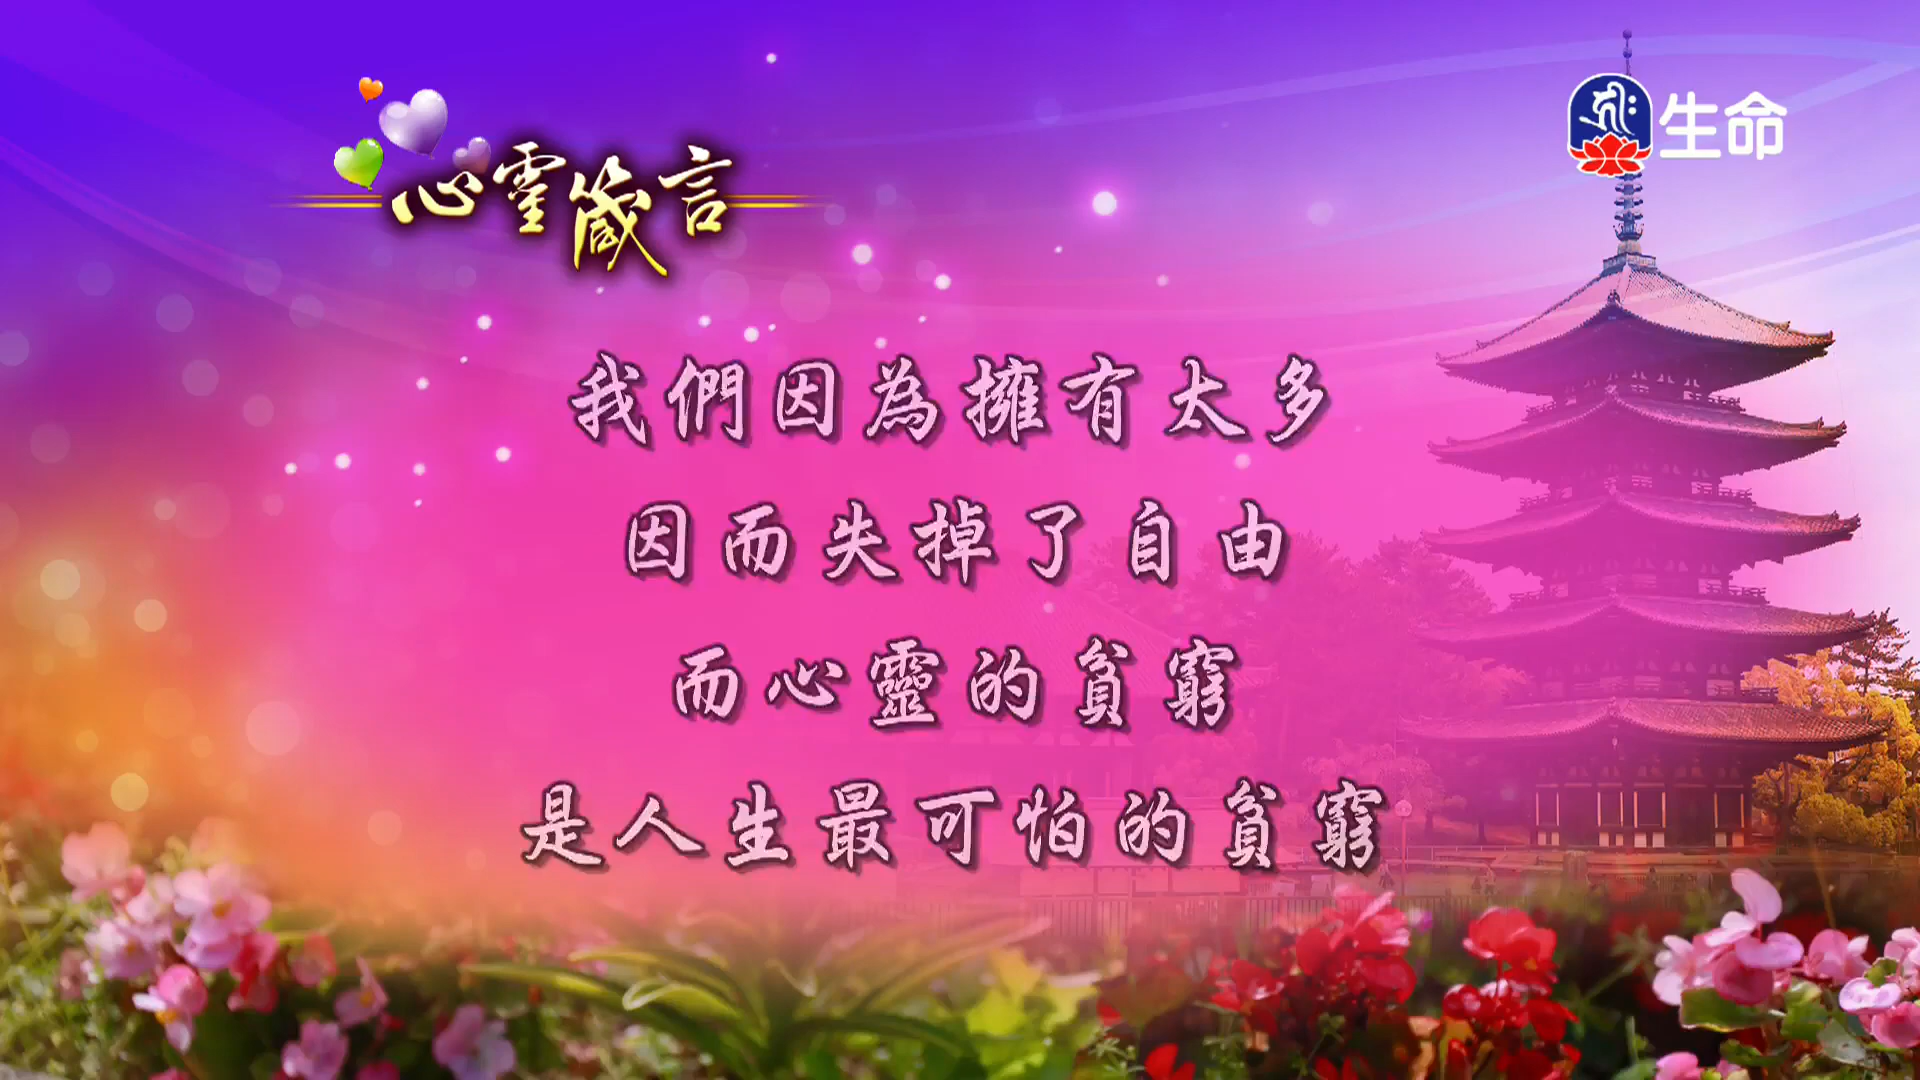 心靈箴言
生命
我們因為擁有太多
因而失掉了自由
而心靈的貧窮
是人生最可怕的貧窮